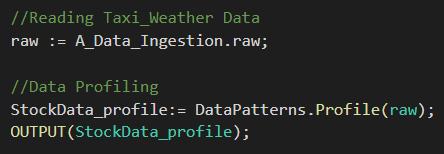 //Reading Taxi_Weather Data
raw := A_Data_Ingestion.raw;
//Data Profiling
StockData_profile:= DataPatterns.Profile(raw);
OUTPUT(StockData_profile);